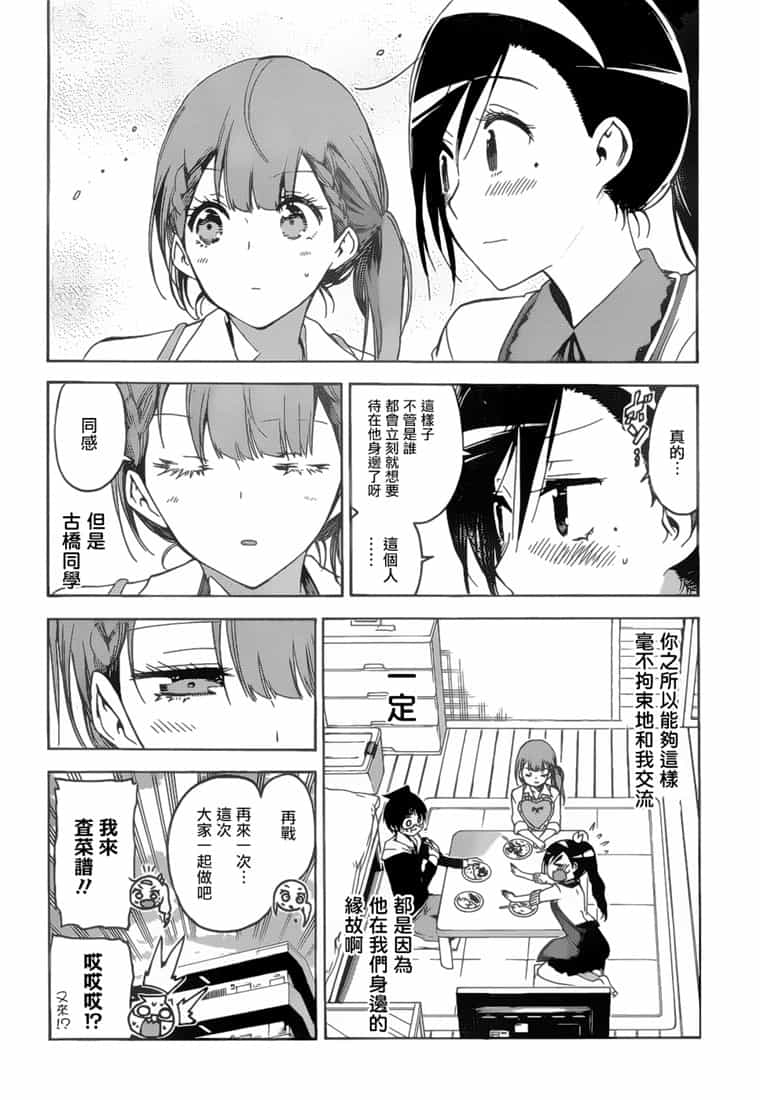 真的…
ボン
這樣子
不管是誰
都會立刻就想要
待在他身邊了呀
這個人
……
同感
但是
古橋同學
你之所以能夠這樣
毫不拘束地和我交流
一定
都是因為
他在我們身邊的
緣故啊
再戰
再來一次…
這次
大家一起做吧
我來
查菜譜!!
哎哎哎!?
又來!?